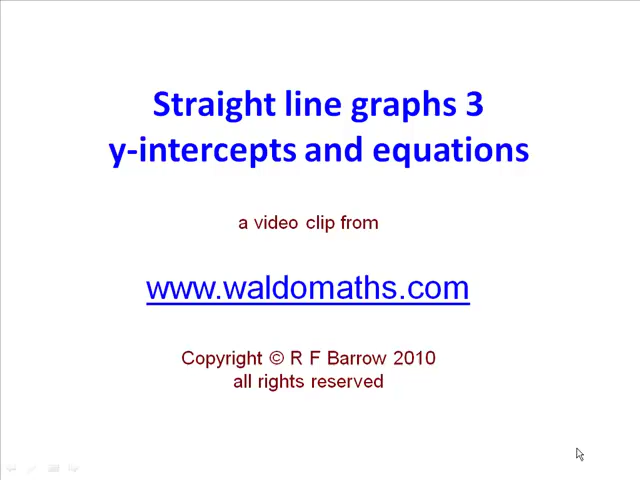 Straight line graphs 3
y-intercepts and equations
a video clip from
www.waldomaths.com
Copyright © R F Barrow 2010
all rights reserved